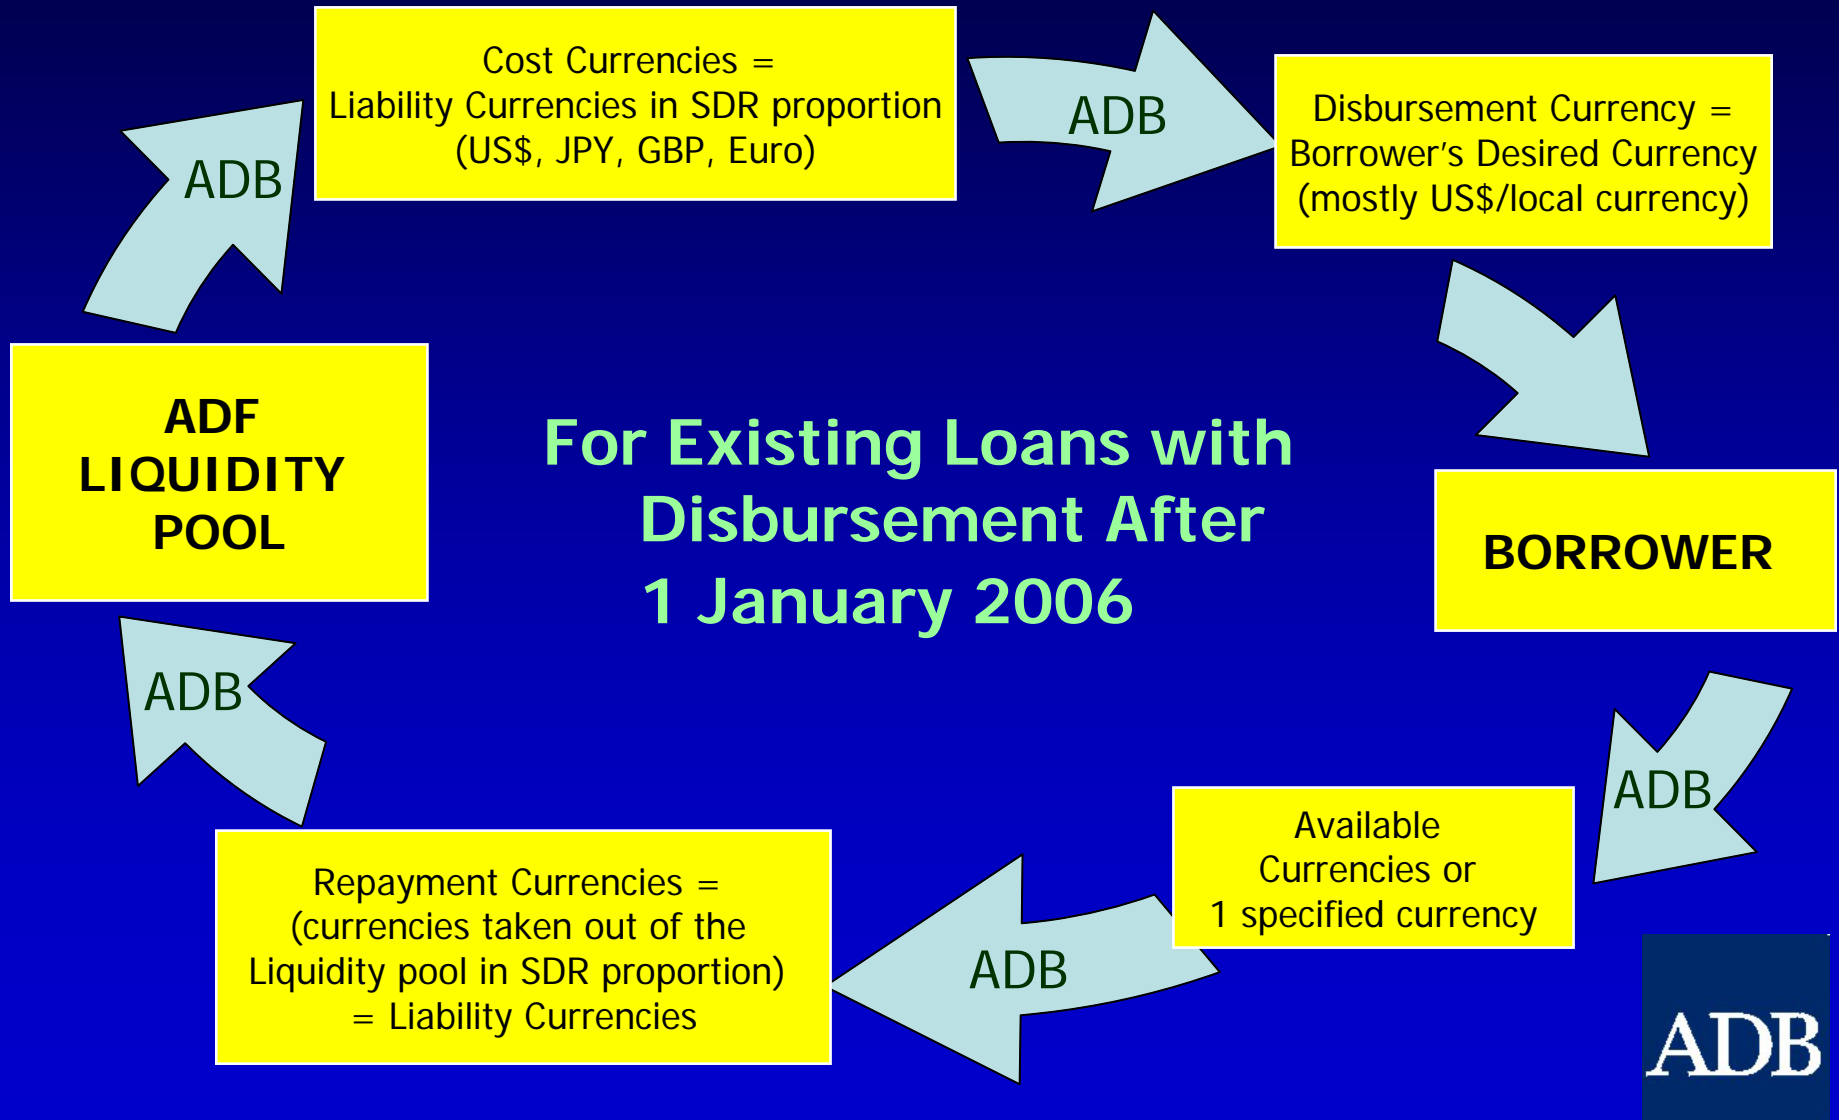 Cost Currencies =
Liability Currencies in SDR proportion
(US$, JPY, GBP, Euro)
ADB
Disbursement Currency =
Borrower's Desired Currency
(mostly US$/local currency)
ADB
ADF
LIQUIDITY
POOL
For Existing Loans with
Disbursement After
1 January 2006
BORROWER
ADB
ADB
Available
Currencies or
1 specified currency
Repayment Currencies =
(currencies taken out of the
Liquidity pool in SDR proportion)
= Liability Currencies
ADB
ADB